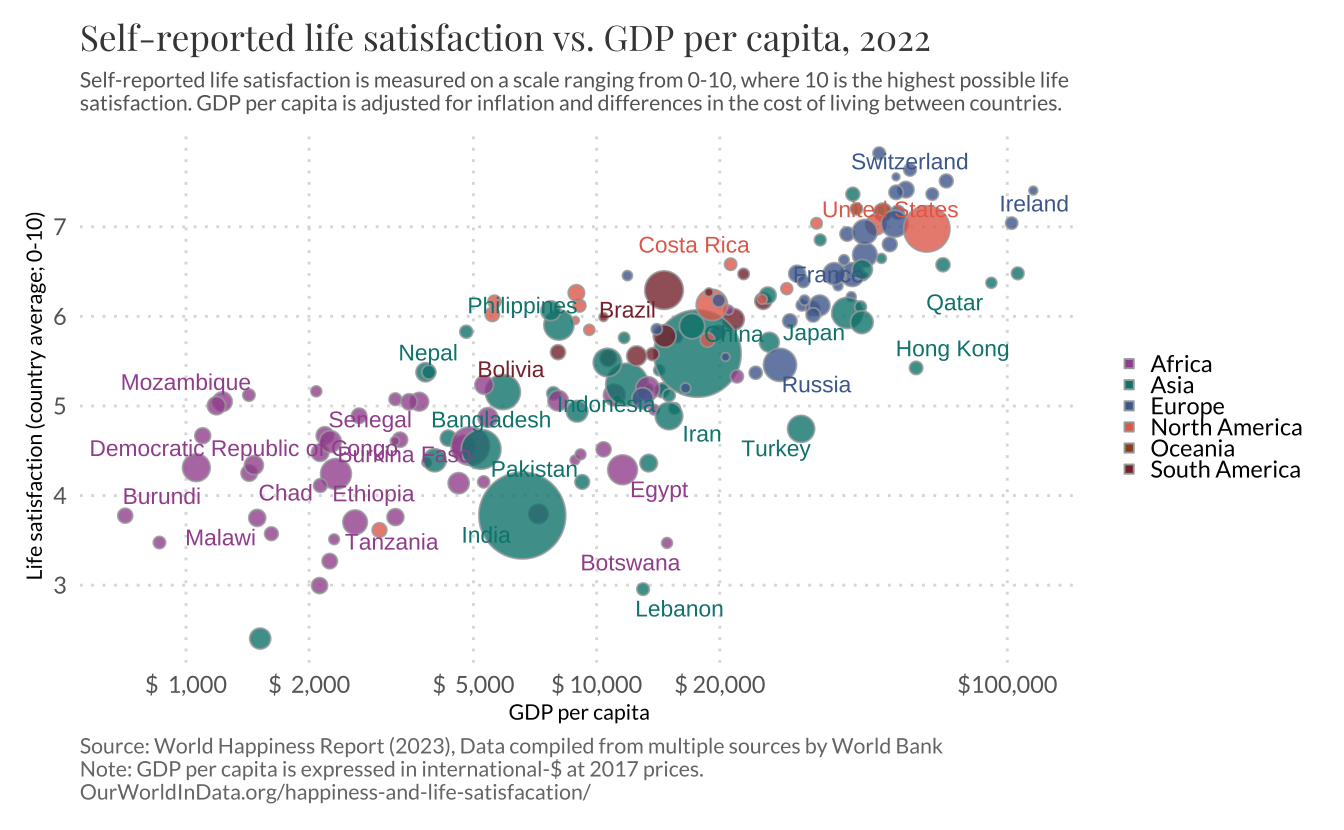 Self-reported life satisfaction vs. GDP per capita, 2022
Self-reported life satisfaction is measured on a scale ranging from 0-10, where 10 is the highest possible life
satisfaction. GDP per capita is adjusted for inflation and differences in the cost of living between countries.
Life satisfaction (country average; 0-10)
7
6
5
4
3
Switzerland
Ireland
United States
Costa Rica
France
Qatar
Philippines
Brazil
China
Japan
Nepal
Hong Kong
Bolivia
Mozambique
Russia
Indonesia
Senegal
Bangladesh
Iran
Democratic Republic of Congo
Burkina Faso
Turkey
Pakistan
Burundi
Chad
Ethiopia
Egypt
Malawi
Tanzania
India
Botswana
Lebanon
Africa
Asia
Europe
North America
Oceania
South America
$ 1,000
$ 2,000
$ 5,000
$ 10,000
$ 20,000
$100,000
GDP per capita
Source: World Happiness Report (2023), Data compiled from multiple sources by World Bank
Note: GDP per capita is expressed in international-$ at 2017 prices.
OurWorldInData.org/happiness-and-life-satisfacation/